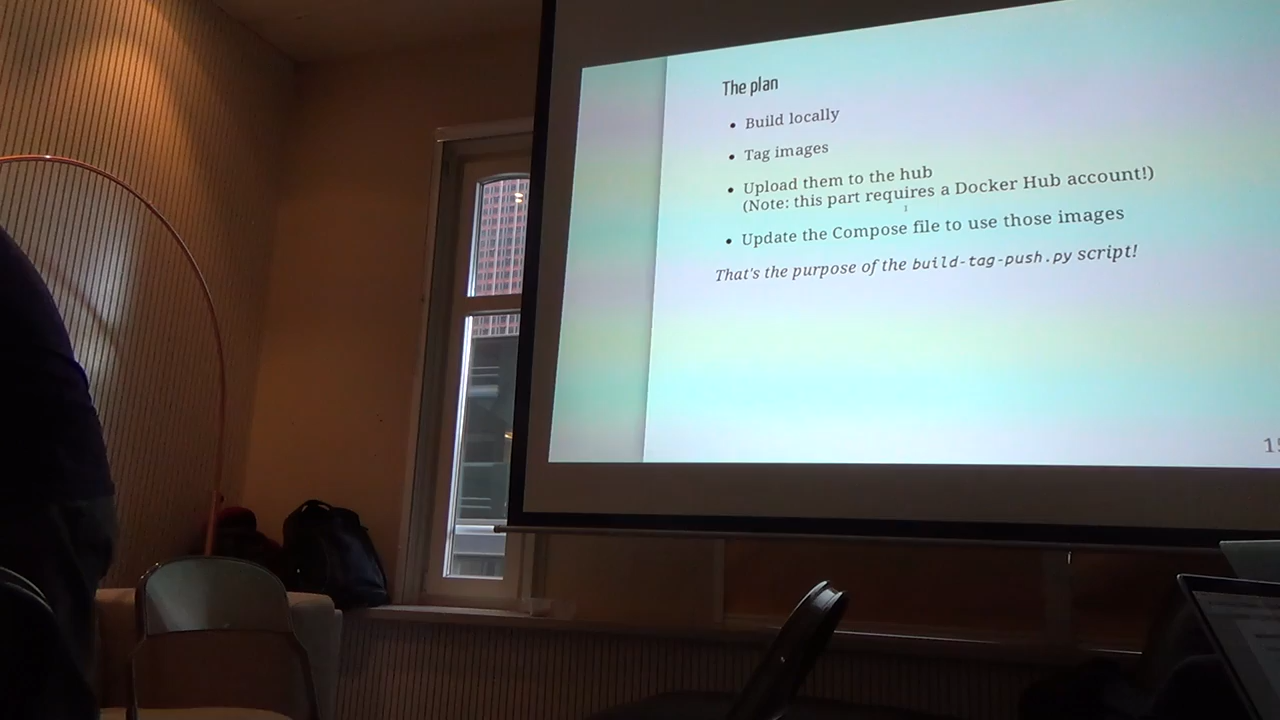 The plan
• Build locally
• Tag images
• Upload them to the hub
(Note: this part requires a Docker Hub account!)
• Update the Compose file to use those images
That's the purpose of the build-tag-push.py script!